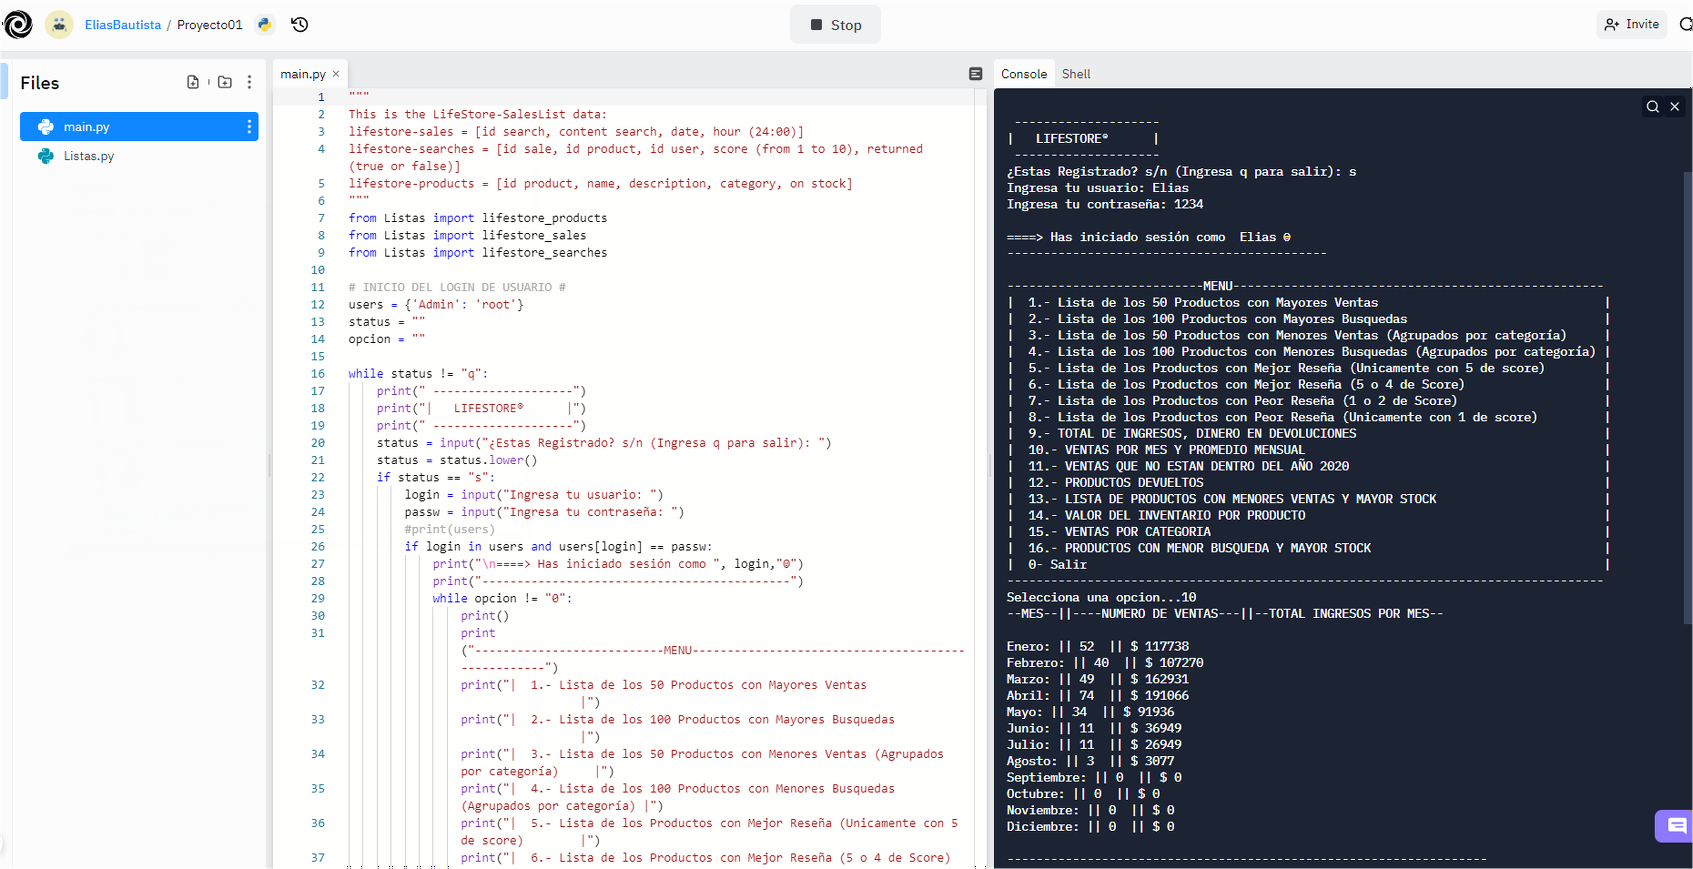 EliasBautista / Proyecto01
Stop
Invite
Files
main.py
Listas.py
main.py ×
Console
Shell
1 """
2 This is the LifeStore-SalesList data:
3 lifestore-sales = [id search, content search, date, hour (24:00)]
4 lifestore-searches = [id sale, id product, id user, score (from 1 to 10), returned
(true or false)]
5 lifestore-products = [id product, name, description, category, on stock]
6 """
7 from Listas import lifestore_products
8 from Listas import lifestore_sales
9 from Listas import lifestore_searches
10
11 # INICIO DEL LOGIN DE USUARIO #
12 users = {'Admin': 'root'}
13 status = ""
14 opcion = ""
15
16 while status != "q":
17 print(" --------------------")
18 print("|   LIFESTORE®      |")
19 print(" --------------------")
20 status = input("¿Estas Registrado? s/n (Ingresa q para salir): ")
21 status = status.lower()
22 if status == "s":
23 login = input("Ingresa tu usuario: ")
24 passw = input("Ingresa tu contraseña: ")
25 #print(users)
26 if login in users and users[login] == passw:
27 print("\n====> Has iniciado sesión como ", login,"☺")
28 print("--------------------------------------------")
29 while opcion != "0":
30 print()
31 print
("---------------------------MENU---------------------------------------
------------")
32 print("|  1.- Lista de los 50 Productos con Mayores Ventas
|")
33 print("|  2.- Lista de los 100 Productos con Mayores Busquedas
|")
34 print("|  3.- Lista de los 50 Productos con Menores Ventas (Agrupados
por categoría)     |")
35 print("|  4.- Lista de los 100 Productos con Menores Busquedas
(Agrupados por categoría) |")
36 print("|  5.- Lista de los Productos con Mejor Reseña (Unicamente con 5
de score)        |")
37 print("|  6.- Lista de los Productos con Mejor Reseña (5 o 4 de Score)
--------------------
|   LIFESTORE®      |
--------------------
¿Estas Registrado? s/n (Ingresa q para salir): s
Ingresa tu usuario: Elias
Ingresa tu contraseña: 1234
====> Has iniciado sesión como  Elias ☺
--------------------------------------------
---------------------------MENU---------------------------------------------------
|  1.- Lista de los 50 Productos con Mayores Ventas |
|  2.- Lista de los 100 Productos con Mayores Busquedas |
|  3.- Lista de los 50 Productos con Menores Ventas (Agrupados por categoría) |
|  4.- Lista de los 100 Productos con Menores Busquedas (Agrupados por categoría) |
|  5.- Lista de los Productos con Mejor Reseña (Unicamente con 5 de score) |
|  6.- Lista de los Productos con Mejor Reseña (5 o 4 de Score) |
|  7.- Lista de los Productos con Peor Reseña (1 o 2 de Score) |
|  8.- Lista de los Productos con Peor Reseña (Unicamente con 1 de score) |
|  9.- TOTAL DE INGRESOS, DINERO EN DEVOLUCIONES |
|  10.- VENTAS POR MES Y PROMEDIO MENSUAL |
|  11.- VENTAS QUE NO ESTAN DENTRO DEL AÑO 2020 |
|  12.- PRODUCTOS DEVUELTOS |
|  13.- LISTA DE PRODUCTOS CON MENORES VENTAS Y MAYOR STOCK |
|  14.- VALOR DEL INVENTARIO POR PRODUCTO |
|  15.- VENTAS POR CATEGORIA |
|  16.- PRODUCTOS CON MENOR BUSQUEDA Y MAYOR STOCK |
|  0- Salir |
----------------------------------------------------------------------------------
Selecciona una opcion...10
--MES--||----NUMERO DE VENTAS---||--TOTAL INGRESOS POR MES--
Enero: || 52  || $ 117738
Febrero: || 40  || $ 107270
Marzo: || 49  || $ 162931
Abril: || 74  || $ 191066
Mayo: || 34  || $ 91936
Junio: || 11  || $ 36949
Julio: || 11  || $ 26949
Agosto: || 3  || $ 3077
Septiembre: || 0  || $ 0
Octubre: || 0  || $ 0
Noviembre: || 0  || $ 0
Diciembre: || 0  || $ 0
------------------------------------------------------------------